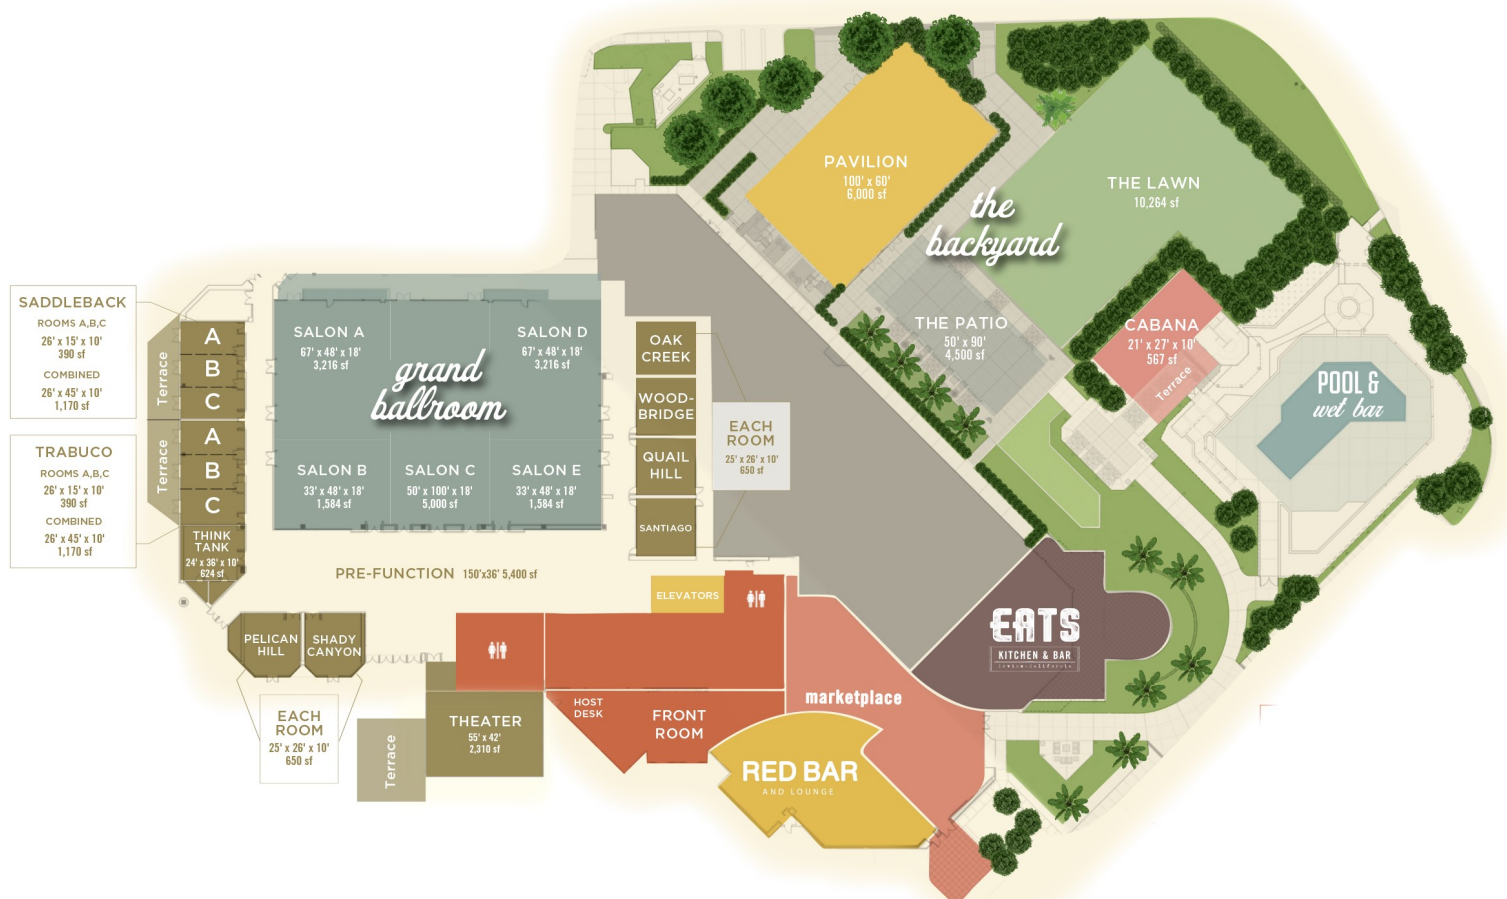 SADDLEBACK
ROOMS A,B,C
26' x 15' x 10'
390 sf
COMBINED
26' x 45' x 10'
1,170 sf
TRABUCO
ROOMS A,B,C
26' x 15' x 10'
390 sf
COMBINED
26' x 45' x 10'
1,170 sf
Terrace
A
B
C
Terrace
A
B
C
THINK
TANK
24' x 36' x 10'
624 sf
SALON A
67' x 48' x 18'
3,216 sf
SALON D
67' x 48' x 18'
3,216 sf
grand
ballroom
SALON B
33' x 48' x 18'
1,584 sf
SALON C
50' x 100' x 18'
5,000 sf
SALON E
33' x 48' x 18'
1,584 sf
OAK
CREEK
WOOD-
BRIDGE
QUAIL
HILL
SANTIAGO
EACH
ROOM
25' x 26' x 10'
650 sf
PRE-FUNCTION 150'x36' 5,400 sf
PELICAN
HILL
SHADY
CANYON
EACH
ROOM
25' x 26' x 10'
650 sf
Terrace
THEATER
55' x 42'
2,310 sf
ELEVATORS
HOST
DESK
FRONT
ROOM
marketplace
RED BAR
AND LOUNGE
EATS
KITCHEN & BAR
PAVILION
100' x 60'
6,000 sf
the
backyard
THE LAWN
10,264 sf
THE PATIO
50' x 90'
4,500 sf
CABANA
21' x 27' x 10'
567 sf
Terrace
POOL &
wet bar